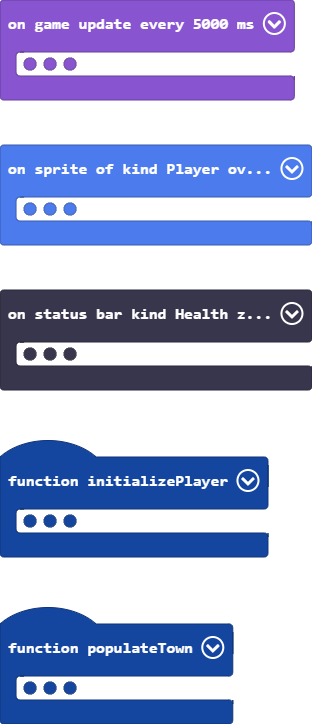 on game update every 5000 ms
on sprite of kind Player ov...
on status bar kind Health z...
function initializePlayer
function populateTown